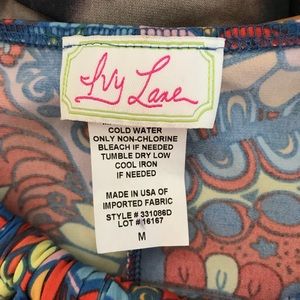 Ivy Lane
COLD WATER
ONLY NON-CHLORINE
BLEACH IF NEEDED
TUMBLE DRY LOW
COOL IRON
IF NEEDED
MADE IN USA OF
IMPORTED FABRIC
STYLE # 331086D
LOT # 16167
M